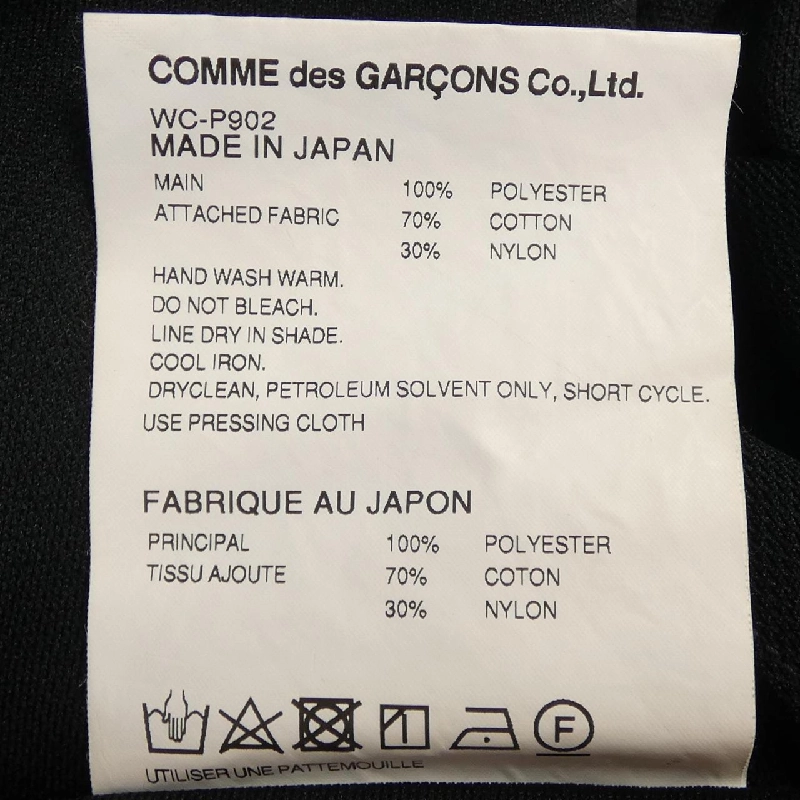 COMME des GARÇONS Co.,Ltd.
WC-P902
MADE IN JAPAN
MAIN 100% POLYESTER
ATTACHED FABRIC 70% COTTON
30% NYLON
HAND WASH WARM.
DO NOT BLEACH.
LINE DRY IN SHADE.
COOL IRON.
DRYCLEAN, PETROLEUM SOLVENT ONLY, SHORT CYCLE.
USE PRESSING CLOTH
FABRIQUE AU JAPON
PRINCIPAL 100% POLYESTER
TISSU AJOUTE 70% COTON
30% NYLON
F
UTILISER UNE PATTEMOUILLE